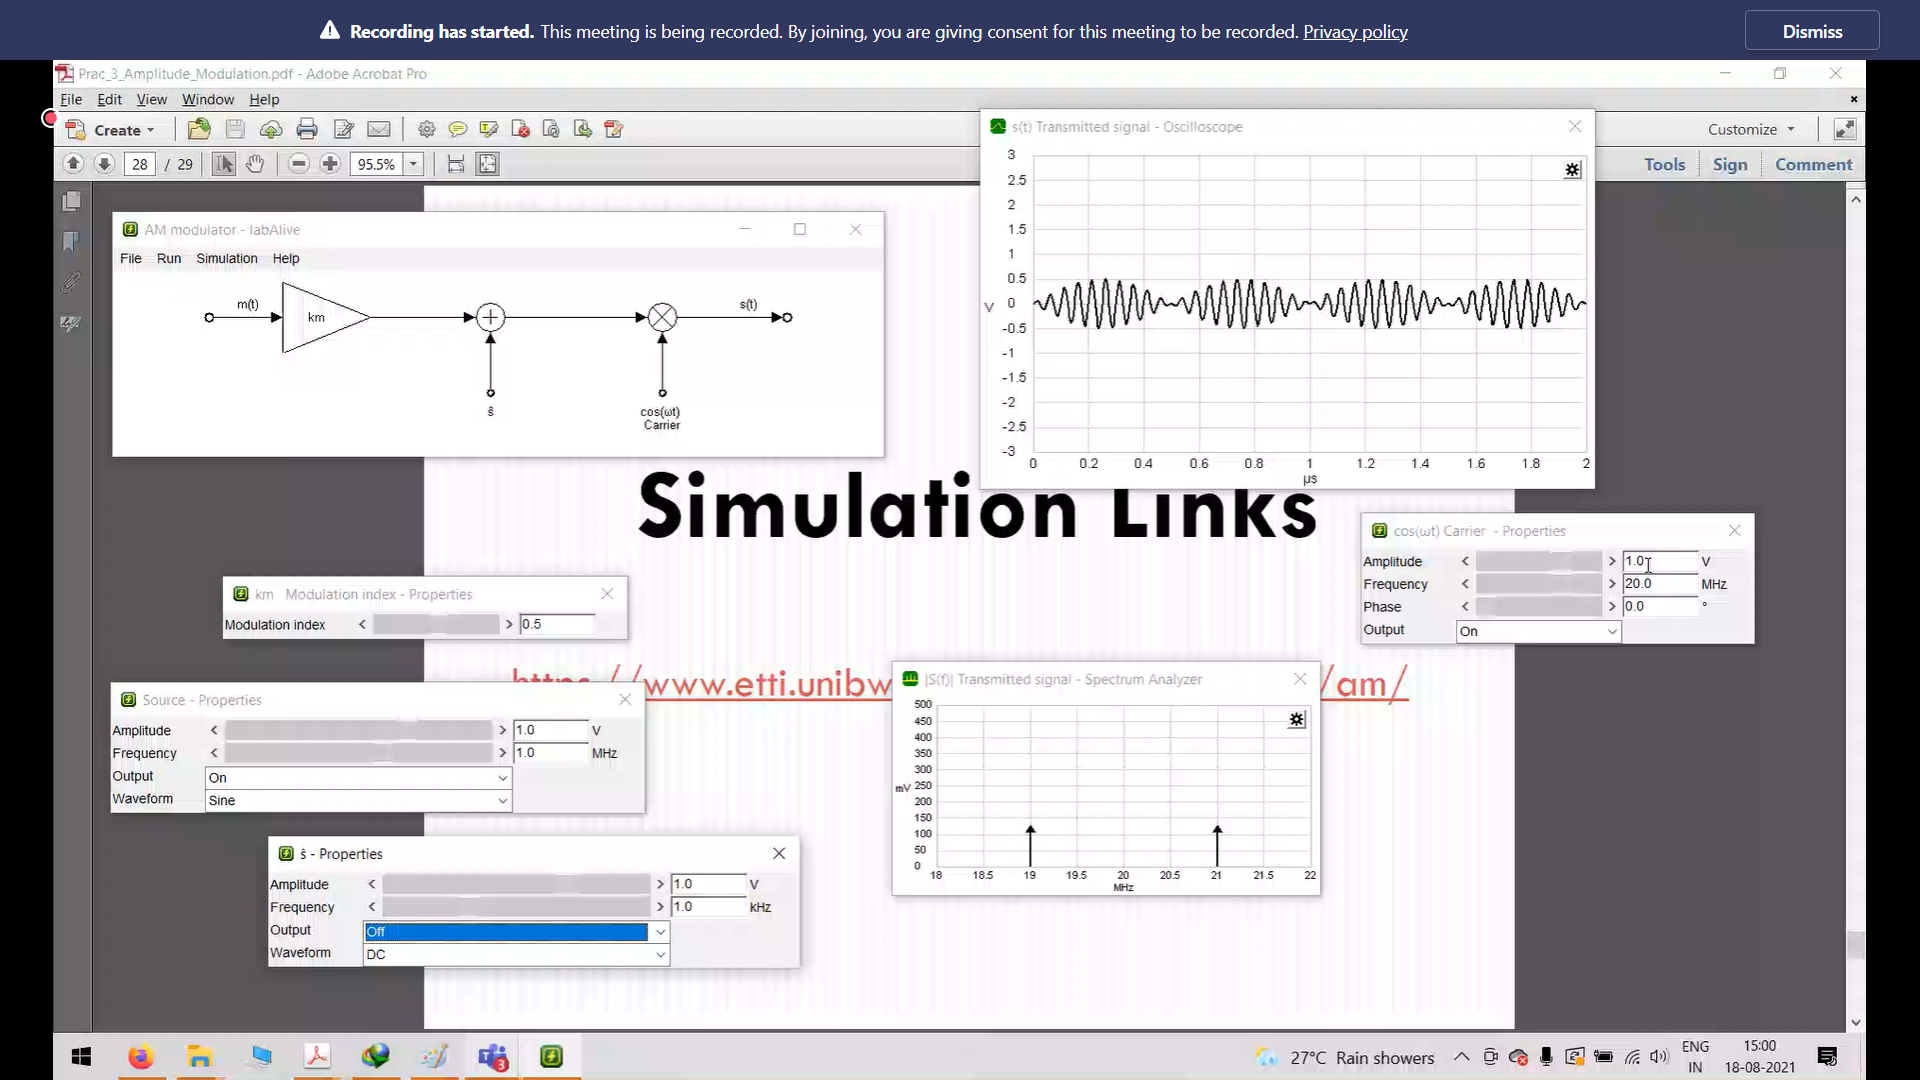 Recording has started. This meeting is being recorded. By joining, you are giving consent for this meeting to be recorded. Privacy policy
Dismiss
Prac_3_Amplitude_Modulation.pdf - Adobe Acrobat Pro
File Edit View Window Help
Create
Customize
28 / 29
95.5%
Tools Sign Comment
AM modulator - labAlive
File Run Simulation Help
m(t)
km
s(t)
ŝ
cos(ωt)
Carrier
s(t) Transmitted signal - Oscilloscope
3
2.5
2
1.5
1
0.5
0
-0.5
-1
-1.5
-2
-2.5
-3
V
0 0.2 0.4 0.6 0.8 1 1.2 1.4 1.6 1.8 2
µs
Simulation Links
cos(ωt) Carrier - Properties
Amplitude < > 1.0 V
Frequency < > 20.0 MHz
Phase < > 0.0 °
Output On
km Modulation index - Properties
Modulation index < > 0.5
https://www.etti.unibw
/am/
Source - Properties
Amplitude < > 1.0 V
Frequency < > 1.0 MHz
Output On
Waveform Sine
|S(f)| Transmitted signal - Spectrum Analyzer
500
450
400
350
300
250
200
150
100
50
0
mV
18 18.5 19 19.5 20 20.5 21 21.5 22
MHz
ŝ - Properties
Amplitude < > 1.0 V
Frequency < > 1.0 kHz
Output Off
Waveform DC
3
27°C Rain showers
ENG
IN
15:00
18-08-2021